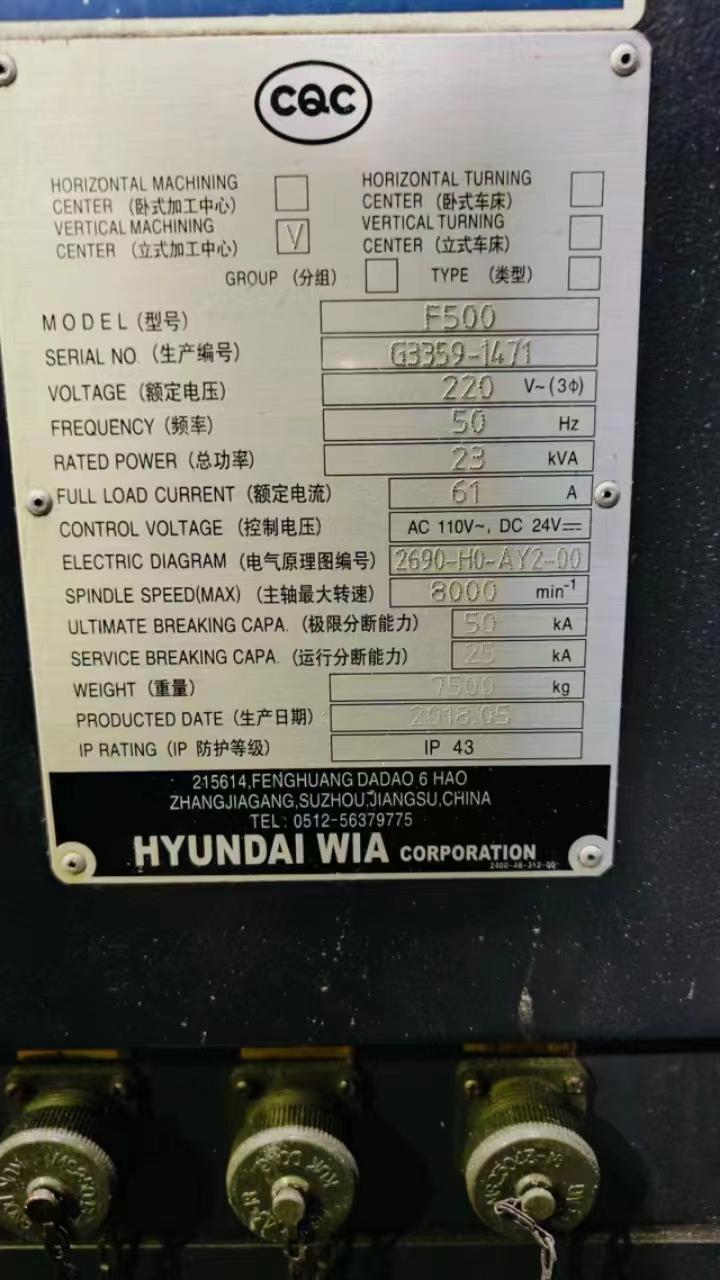 CQC
HORIZONTAL MACHINING
CENTER (卧式加工中心)
HORIZONTAL TURNING
CENTER (卧式车床)
VERTICAL MACHINING
CENTER (立式加工中心) V
VERTICAL TURNING
CENTER (立式车床)
GROUP (分组) TYPE (类型)
MODEL (型号) F500
SERIAL NO. (生产编号) G3359-1471
VOLTAGE (额定电压) 220 V~(3Φ)
FREQUENCY (频率) 50 Hz
RATED POWER (总功率) 23 kVA
FULL LOAD CURRENT (额定电流) 61 A
CONTROL VOLTAGE (控制电压) AC 110V~, DC 24V⎓
ELECTRIC DIAGRAM (电气原理图编号) 2690-H0-AY2-00
SPINDLE SPEED(MAX) (主轴最大转速) 8000 min⁻¹
ULTIMATE BREAKING CAPA. (极限分断能力) 50 kA
SERVICE BREAKING CAPA. (运行分断能力) 25 kA
WEIGHT (重量) 7500 kg
PRODUCTED DATE (生产日期) 2018.05
IP RATING (IP 防护等级) IP 43
215614,FENGHUANG DADAO 6 HAO
ZHANGJIAGANG,SUZHOU,JIANGSU,CHINA
TEL: 0512-56379775
HYUNDAI WIA CORPORATION
2400-48-312-00